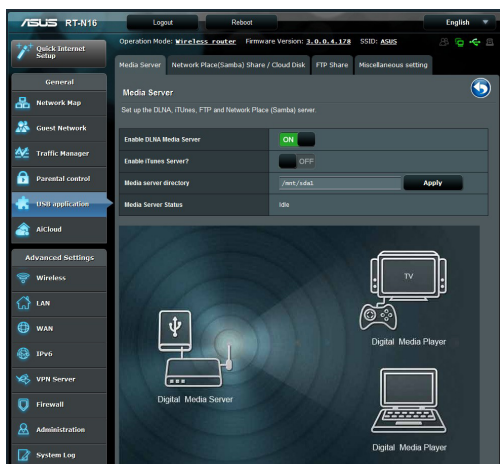 ASUS RT-N16 Logout Reboot English
Operation Mode: Wireless router Firmware Version: 3.0.0.4.178 SSID: ASUS
Quick Internet
Setup
General
Network Map
Guest Network
Traffic Manager
Parental control
USB application
AiCloud
Advanced Settings
Wireless
LAN
WAN
IPv6
VPN Server
Firewall
Administration
System Log
Media Server Network Place(Samba) Share / Cloud Disk FTP Share Miscellaneous setting
Media Server
Set up the DLNA, iTunes, FTP and Network Place (Samba) server.
Enable DLNA Media Server ON
Enable iTunes Server? OFF
Media server directory /mnt/sda1 Apply
Media Server Status Idle
TV
Digital Media Player
Digital Media Server
Digital Media Player